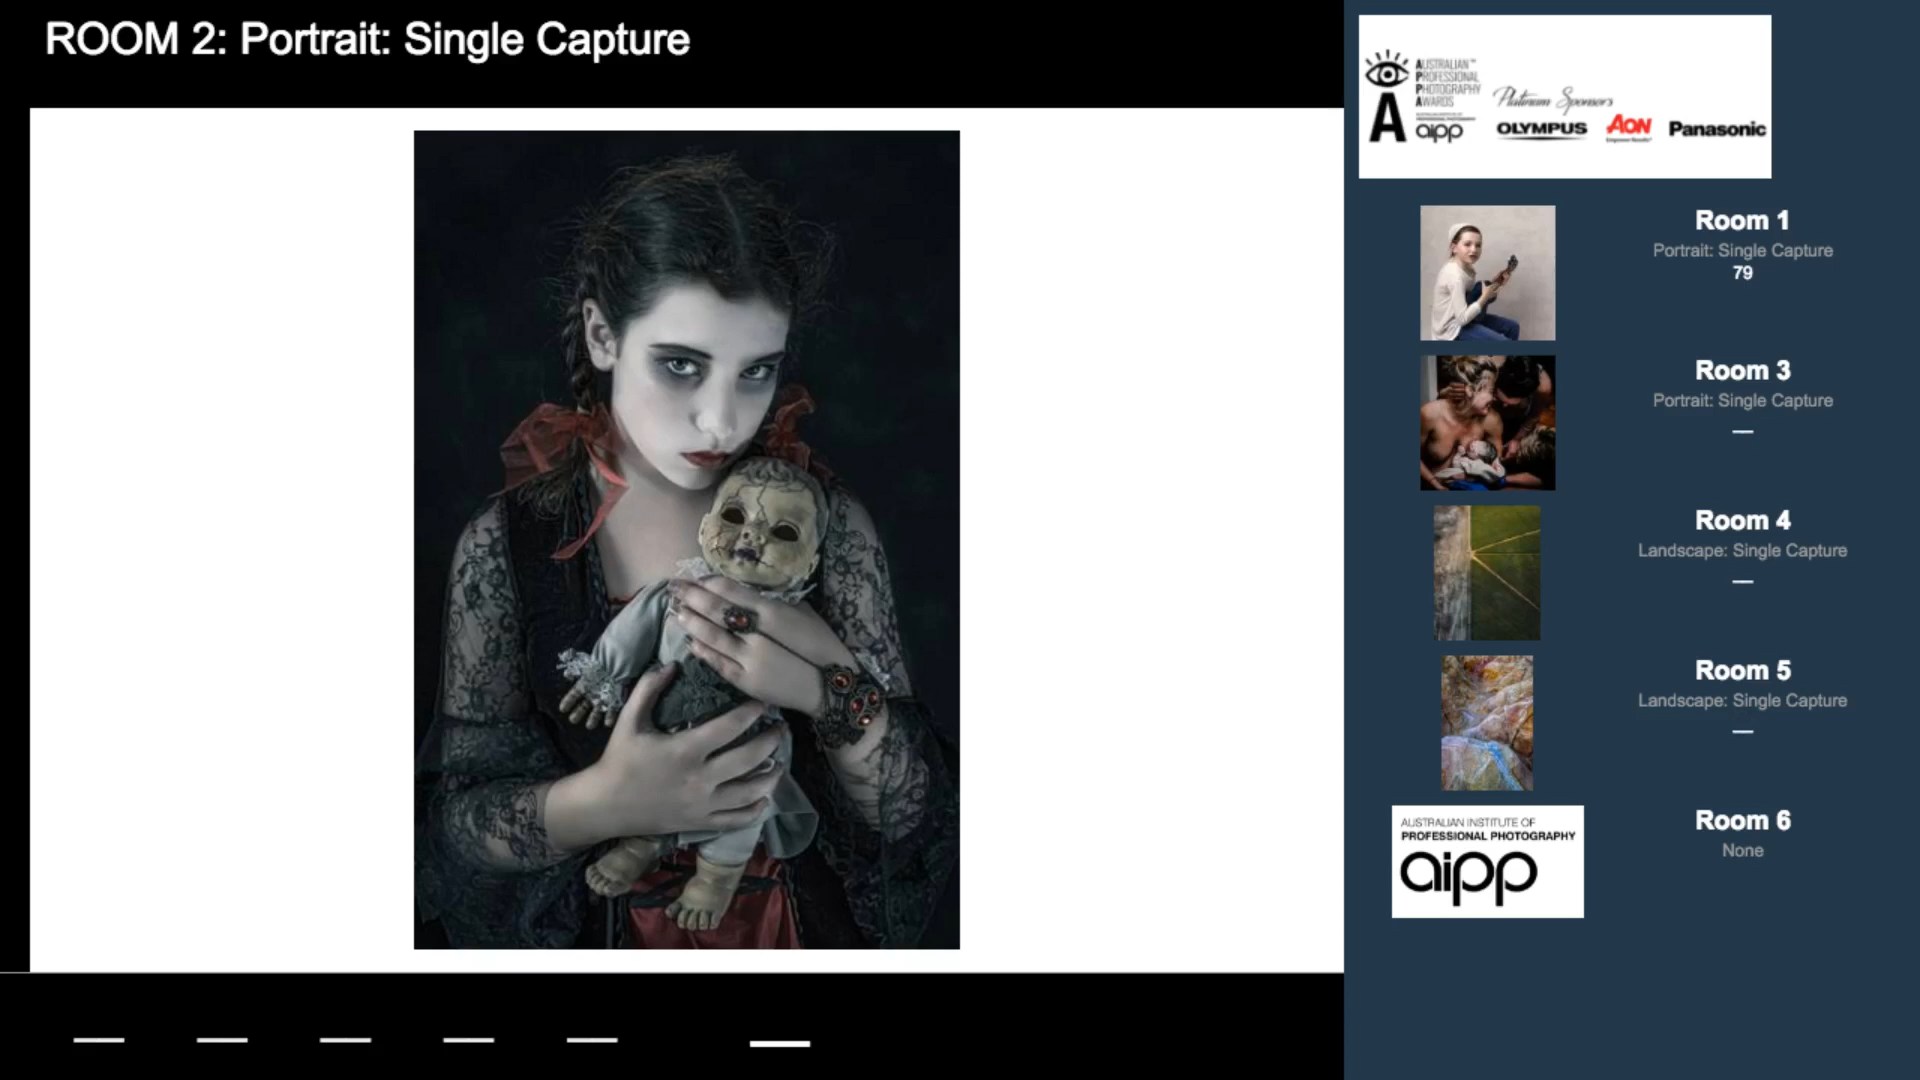 ROOM 2: Portrait: Single Capture
AUSTRALIAN™
PROFESSIONAL
PHOTOGRAPHY
AWARDS
A
aipp
Platinum Sponsors
OLYMPUS
AON
Panasonic
Room 1
Portrait: Single Capture
79
Room 3
Portrait: Single Capture
—
Room 4
Landscape: Single Capture
—
Room 5
Landscape: Single Capture
—
AUSTRALIAN INSTITUTE OF
PROFESSIONAL PHOTOGRAPHY
aipp
Room 6
None